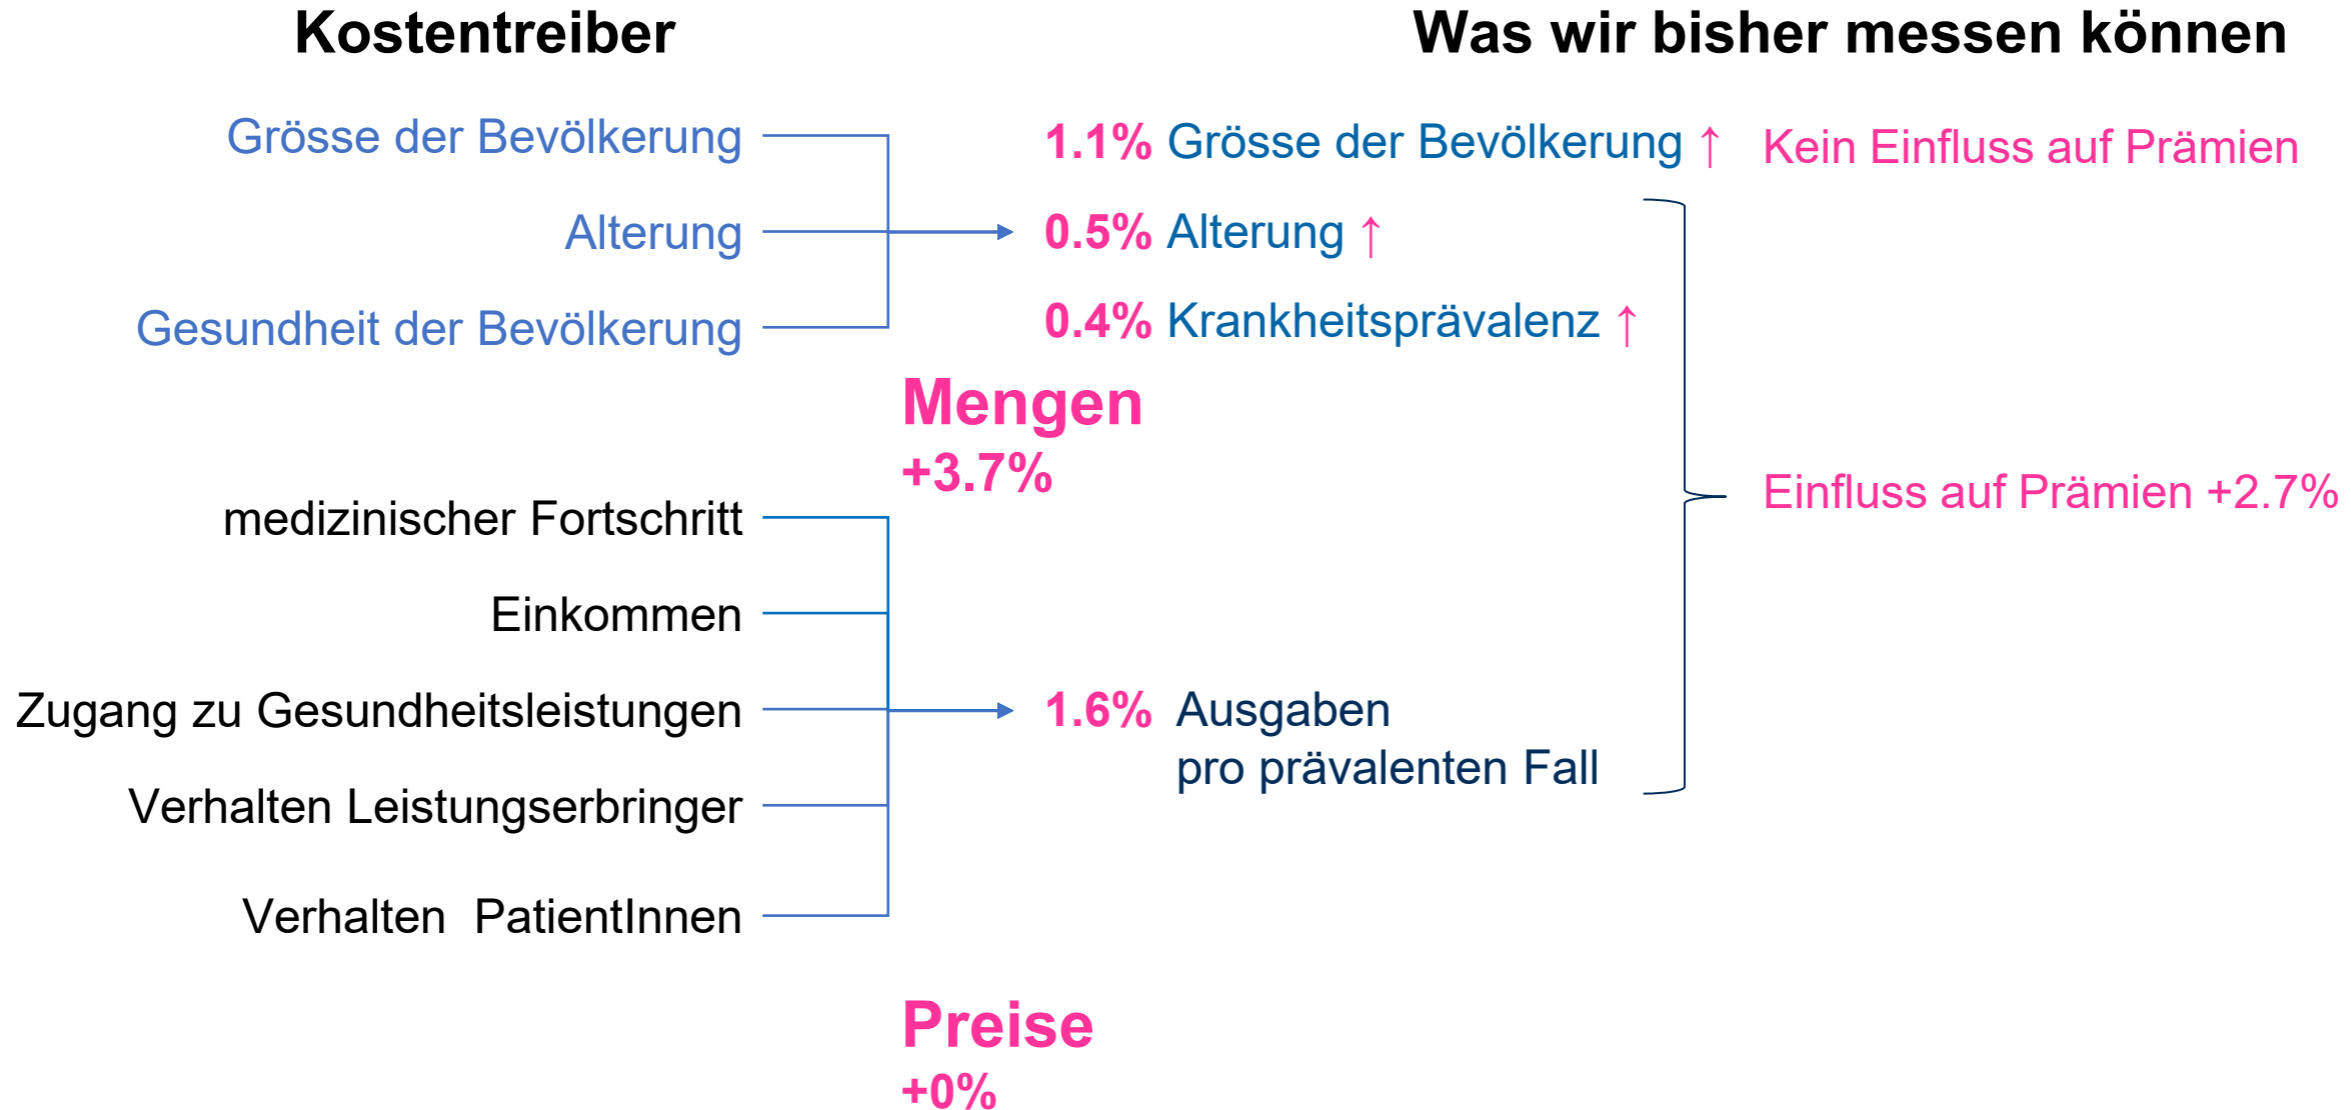 Kostentreiber
Was wir bisher messen können
Grösse der Bevölkerung
1.1% Grösse der Bevölkerung ↑
Kein Einfluss auf Prämien
Alterung
0.5% Alterung ↑
Gesundheit der Bevölkerung
0.4% Krankheitsprävalenz ↑
Mengen
+3.7%
Einfluss auf Prämien +2.7%
medizinischer Fortschritt
Einkommen
Zugang zu Gesundheitsleistungen
1.6% Ausgaben
pro prävalenten Fall
Verhalten Leistungserbringer
Verhalten PatientInnen
Preise
+0%